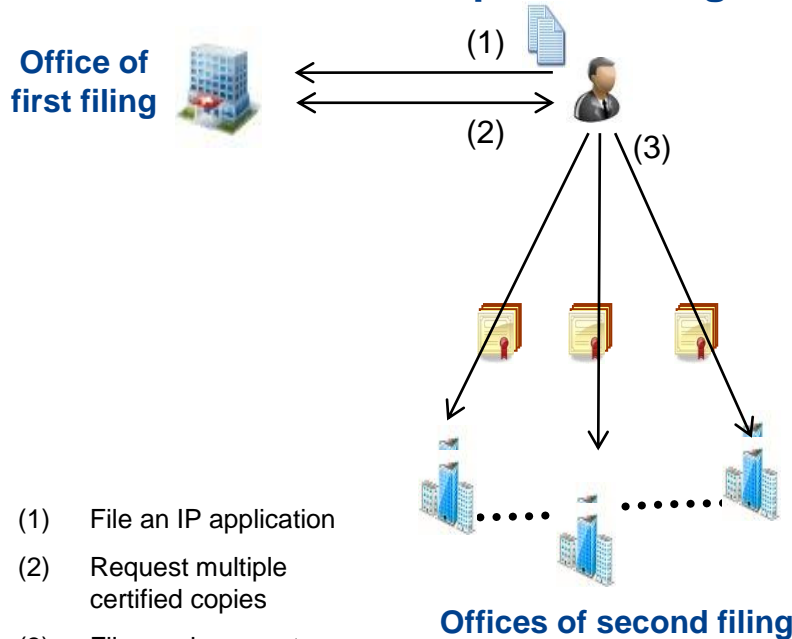 (1)
Office of
first filing
(2)
(3)
(1) File an IP application
(2) Request multiple
certified copies
Offices of second filing